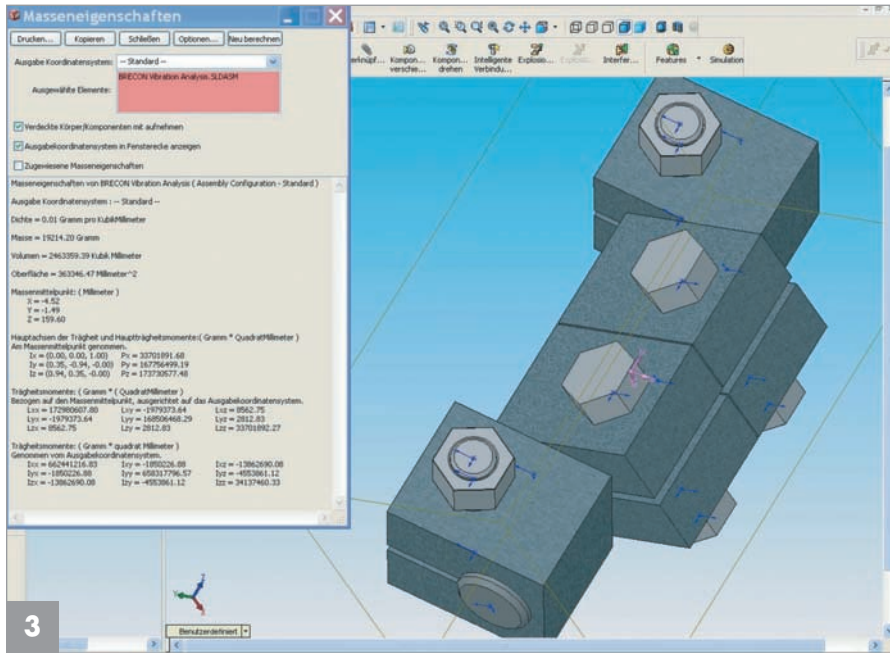 Masseneigenschaften
Drucken... Kopieren Schließen Optionen... Neu berechnen
Ausgabe Koordinatensystem: -- Standard --
BRECON Vibration Analysis.SLDASM
Ausgewählte Elemente:
Verdeckte Körper/Komponenten mit aufnehmen
Ausgabekoordinatensystem in Fensterecke anzeigen
Zugewiesene Masseneigenschaften
Masseneigenschaften von BRECON Vibration Analysis ( Assembly Configuration - Standard )
Ausgabe Koordinatensystem : -- Standard --
Dichte = 0.01 Gramm pro KubikMillimeter
Masse = 19214.20 Gramm
Volumen = 2463359.39 Kubik Millimeter
Oberfläche = 363346.47 Millimeter^2
Massenmittelpunkt: ( Millimeter )
X = -4.52
Y = -1.49
Z = 159.60
Hauptachsen der Trägheit und Hauptträgheitsmomente:( Gramm * QuadratMillimeter )
Am Massenmittelpunkt genommen.
Ix = (0.00, 0.00, 1.00) Px = 33701891.68
Iy = (0.35, -0.94, -0.00) Py = 167756499.19
Iz = (0.94, 0.35, -0.00) Pz = 173730577.48
Trägheitsmomente: ( Gramm * ( QuadratMillimeter )
Bezogen auf den Massenmittelpunkt, ausgerichtet auf das Ausgabekoordinatensystem.
Lxx = 172980607.80 Lxy = -1979373.64 Lxz = 8562.75
Lyx = -1979373.64 Lyy = 168506468.29 Lyz = 2812.83
Lzx = 8562.75 Lzy = 2812.83 Lzz = 33701892.27
Trägheitsmomente: ( Gramm * quadrat Millimeter )
Genommen vom Ausgabekoordinatensystem.
Ixx = 662441216.83 Ixy = -1850226.88 Ixz = -13862690.08
Iyx = -1850226.88 Iyy = 658317796.57 Iyz = -4553861.12
Izx = -13862690.08 Izy = -4553861.12 Izz = 34137460.33
erknüpf... Kompon... Kompon... Intelligente Explosio... Interfer... Features Simulation
verschie... drehen Verbindu...
Z
Y
X
Benutzerdefiniert
3